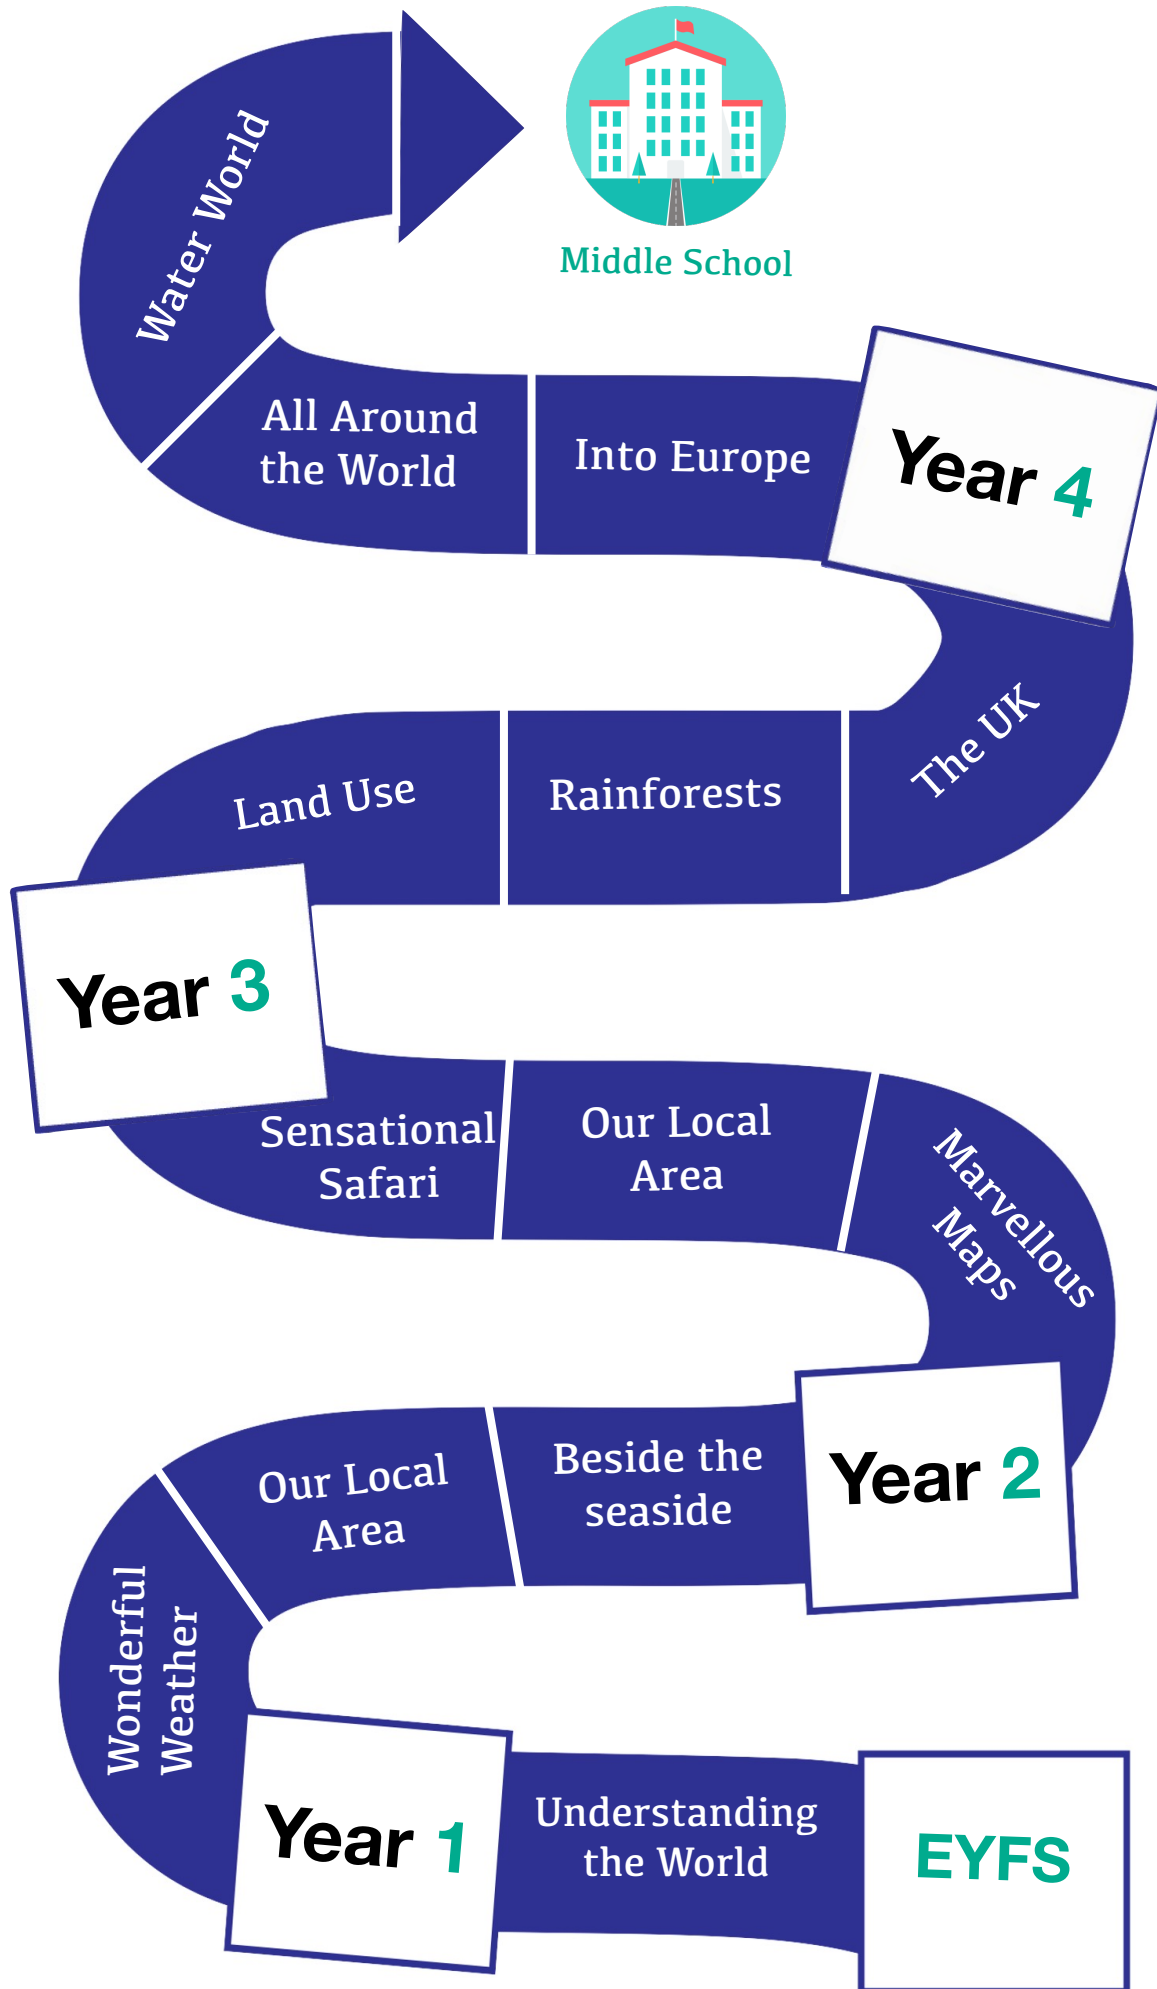 Middle School
Water World
All Around
the World
Into Europe
Year 4
The UK
Rainforests
Land Use
Year 3
Sensational
Safari
Our Local
Area
Marvellous
Maps
Year 2
Beside the
seaside
Our Local
Area
Wonderful
Weather
Year 1
Understanding
the World
EYFS